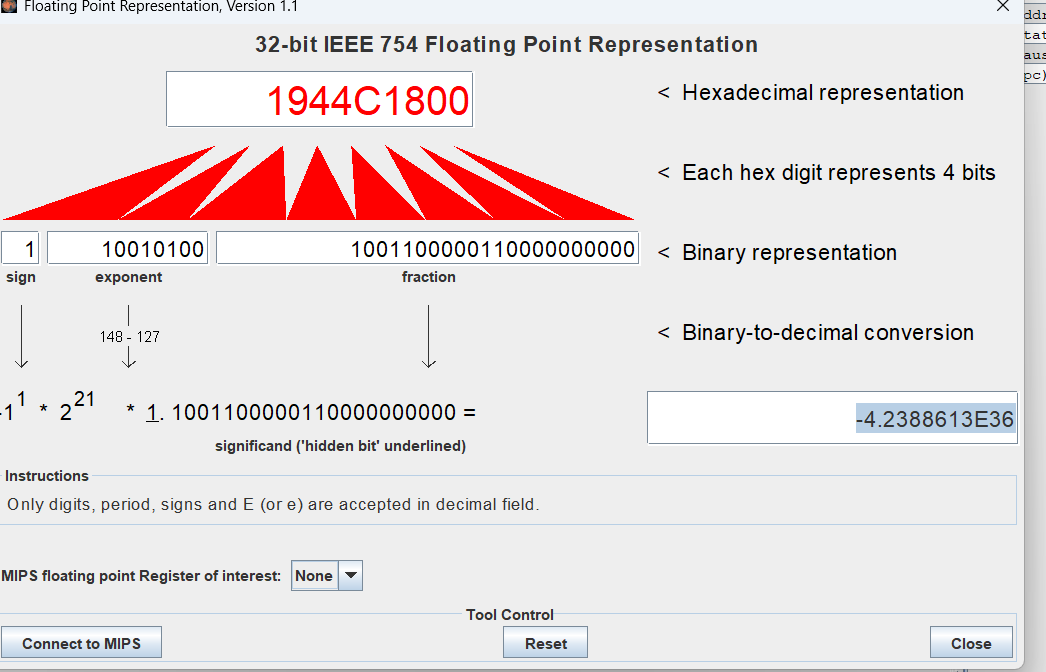 Floating Point Representation, Version 1.1
32-bit IEEE 754 Floating Point Representation
1944C1800
< Hexadecimal representation
< Each hex digit represents 4 bits
1 10010100 10011000001100000000000
< Binary representation
sign exponent fraction
148 - 127
< Binary-to-decimal conversion
-1^1 * 2^21 * 1. 10011000001100000000000 =
-4.2388613E36
significand ('hidden bit' underlined)
Instructions
Only digits, period, signs and E (or e) are accepted in decimal field.
MIPS floating point Register of interest: None
Tool Control
Connect to MIPS Reset Close